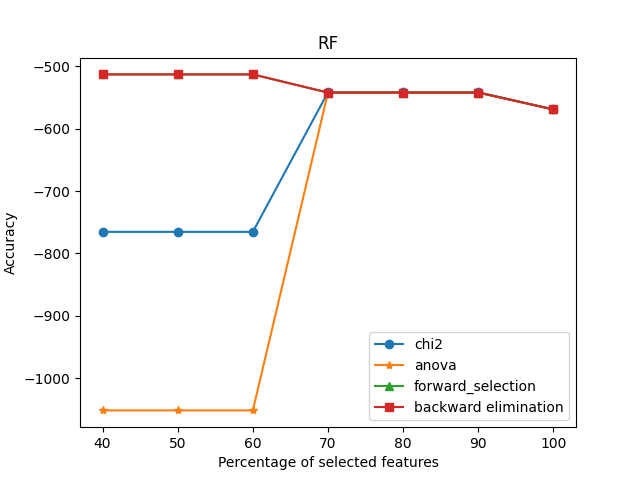 RF
Accuracy
−500
−600
−700
−800
−900
−1000
40 50 60 70 80 90 100
Percentage of selected features
chi2
anova
forward_selection
backward elimination